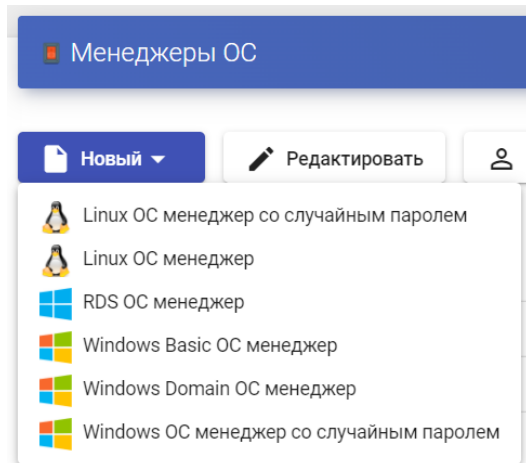 Менеджеры ОС
Новый
Редактировать
Linux ОС менеджер со случайным паролем
Linux ОС менеджер
RDS ОС менеджер
Windows Basic ОС менеджер
Windows Domain ОС менеджер
Windows ОС менеджер со случайным паролем